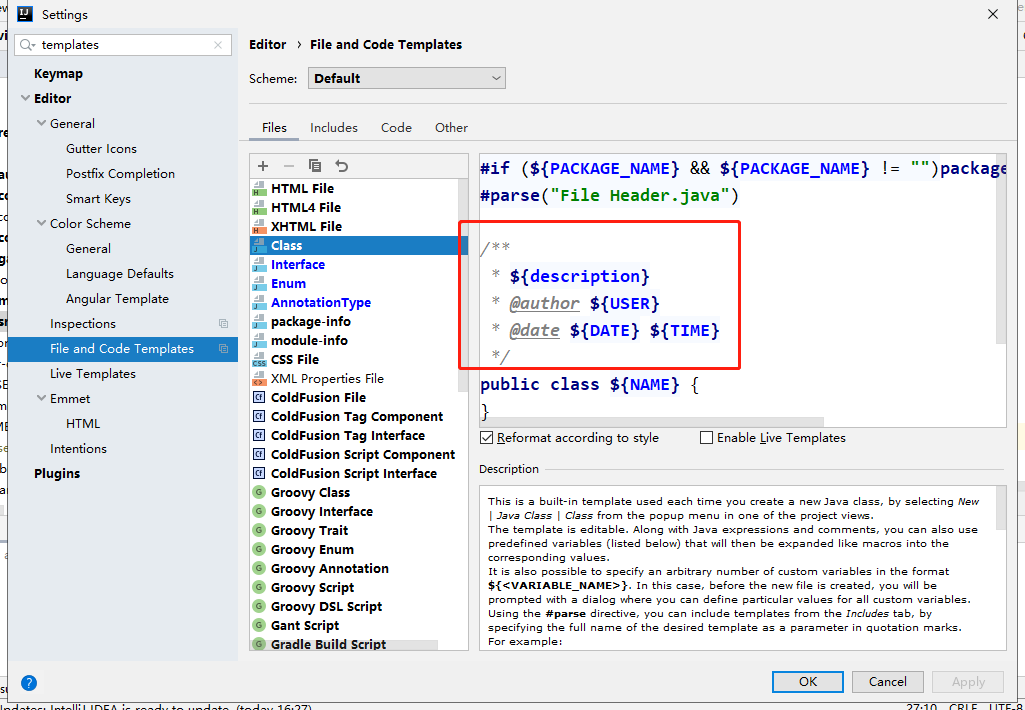 Settings
templates
Keymap
Editor
General
Gutter Icons
Postfix Completion
Smart Keys
Color Scheme
General
Language Defaults
Angular Template
Inspections
File and Code Templates
Live Templates
Emmet
HTML
Intentions
Plugins
Editor › File and Code Templates
Scheme: Default
Files Includes Code Other
HTML File
HTML4 File
XHTML File
Class
Interface
Enum
AnnotationType
package-info
module-info
CSS File
XML Properties File
ColdFusion File
ColdFusion Tag Component
ColdFusion Tag Interface
ColdFusion Script Component
ColdFusion Script Interface
Groovy Class
Groovy Interface
Groovy Trait
Groovy Enum
Groovy Annotation
Groovy Script
Groovy DSL Script
Gant Script
Gradle Build Script
#if (${PACKAGE_NAME} && ${PACKAGE_NAME} != "")package
#parse("File Header.java")
/**
* ${description}
* @author ${USER}
* @date ${DATE} ${TIME}
*/
public class ${NAME} {
}
Reformat according to style Enable Live Templates
Description
This is a built-in template used each time you create a new Java class, by selecting New
| Java Class | Class from the popup menu in one of the project views.
The template is editable. Along with Java expressions and comments, you can also use
predefined variables (listed below) that will then be expanded like macros into the
corresponding values.
It is also possible to specify an arbitrary number of custom variables in the format
${<VARIABLE_NAME>}. In this case, before the new file is created, you will be
prompted with a dialog where you can define particular values for all custom variables.
Using the #parse directive, you can include templates from the Includes tab, by
specifying the full name of the desired template as a parameter in quotation marks.
For example:
? OK Cancel Apply
Updates: IntelliJ IDEA is ready to update. (today 16:27) 27:10 CRLF UTF-8